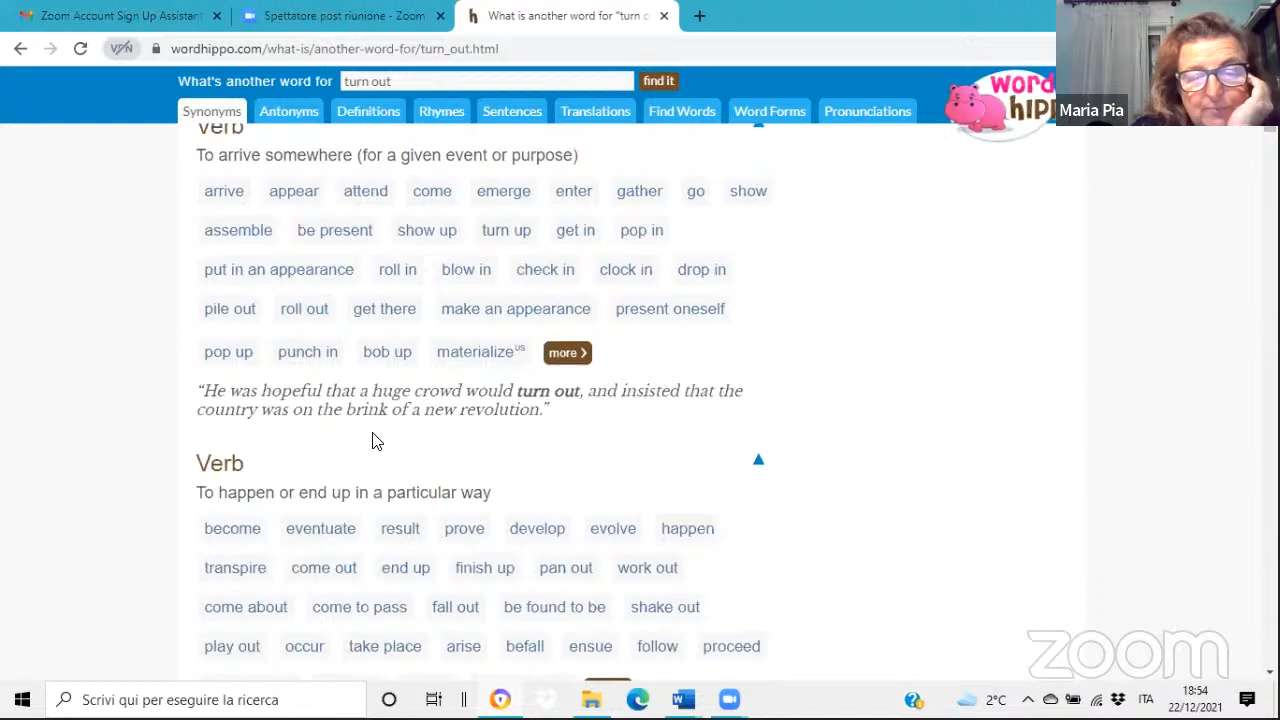 Zoom Account Sign Up Assistant
Spettatore post riunione - Zoom
What is another word for "turn o
VPN
wordhippo.com/what-is/another-word-for/turn_out.html
What's another word for turn out find it
Synonyms Antonyms Definitions Rhymes Sentences Translations Find Words Word Forms Pronunciations
word
hipp
Maria Pia
Verb
To arrive somewhere (for a given event or purpose)
arrive appear attend come emerge enter gather go show
assemble be present show up turn up get in pop in
put in an appearance roll in blow in check in clock in drop in
pile out roll out get there make an appearance present oneself
pop up punch in bob up materialize US more
"He was hopeful that a huge crowd would turn out, and insisted that the
country was on the brink of a new revolution."
Verb
To happen or end up in a particular way
become eventuate result prove develop evolve happen
transpire come out end up finish up pan out work out
come about come to pass fall out be found to be shake out
play out occur take place arise befall ensue follow proceed
zoom
Scrivi qui per eseguire la ricerca
2°C
ITA
18:54
22/12/2021